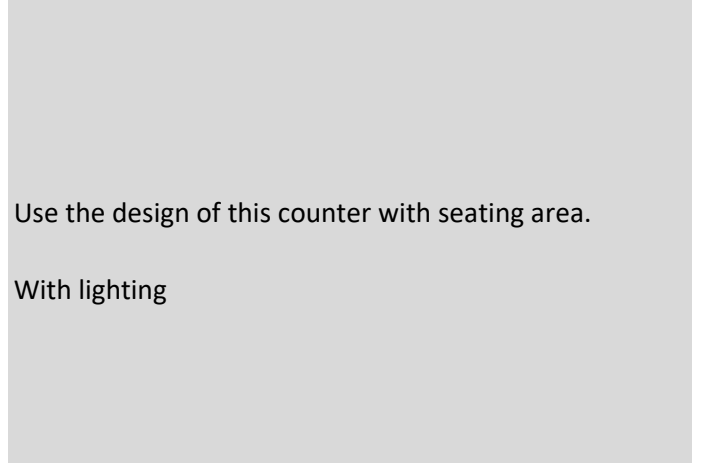 Use the design of this counter with seating area.
With lighting